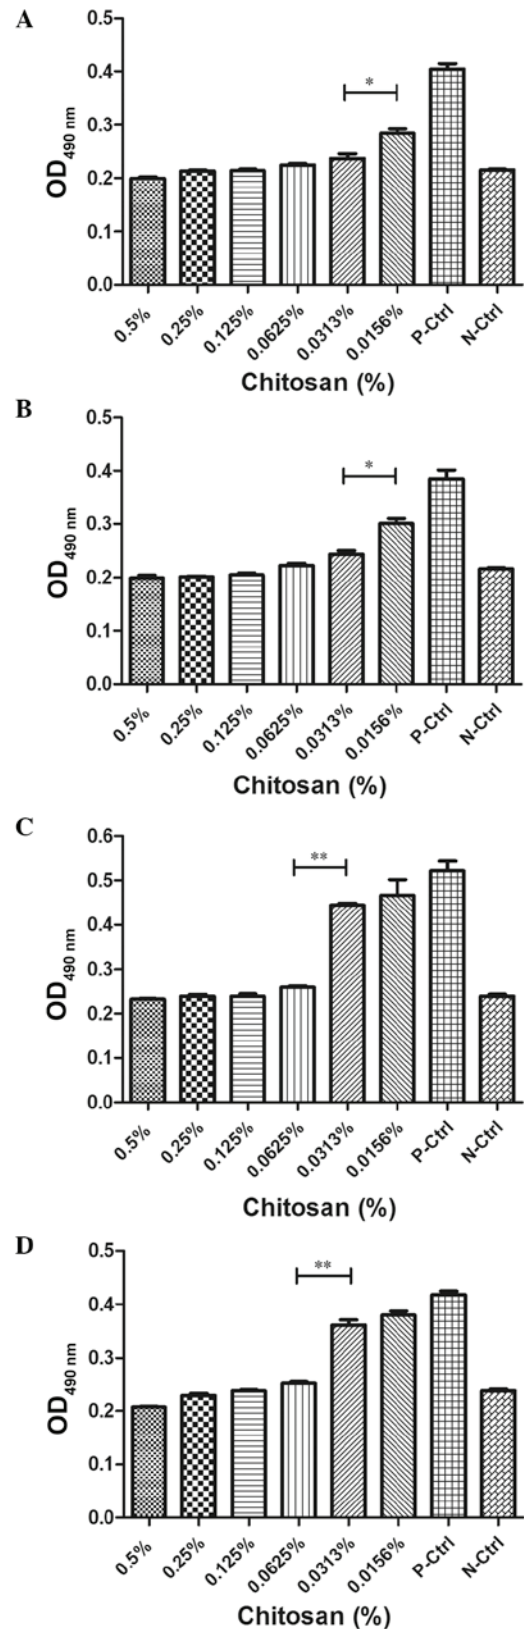 A
0.5
0.4
0.3
0.2
0.1
0.0
OD490 nm
*
0.5%
0.25%
0.125%
0.0625%
0.0313%
0.0156%
P-Ctrl
N-Ctrl
Chitosan (%)
B
0.5
0.4
0.3
0.2
0.1
0.0
OD490 nm
*
0.5%
0.25%
0.125%
0.0625%
0.0313%
0.0156%
P-Ctrl
N-Ctrl
Chitosan (%)
C
0.6
0.5
0.3
0.2
0.1
0.0
OD490 nm
**
0.5%
0.25%
0.125%
0.0625%
0.0313%
0.0156%
P-Ctrl
N-Ctrl
Chitosan (%)
D
0.5
0.4
0.3
0.2
0.1
0.0
OD490 nm
**
0.5%
0.25%
0.125%
0.0625%
0.0313%
0.0156%
P-Ctrl
N-Ctrl
Chitosan (%)